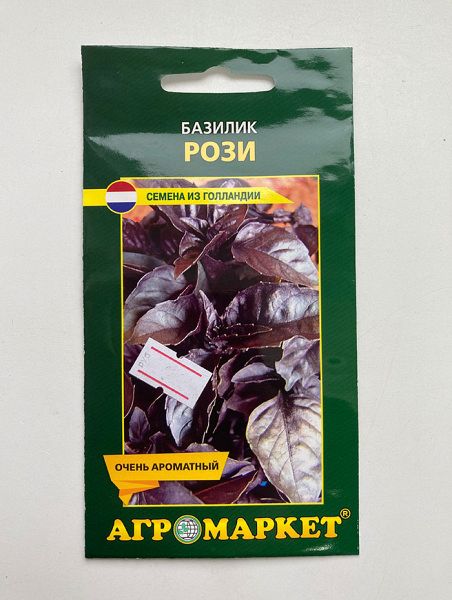 БАЗИЛИК
РОЗИ
СЕМЕНА ИЗ ГОЛЛАНДИИ
ОЧЕНЬ АРОМАТНЫЙ
АГРОМАРКЕТ®